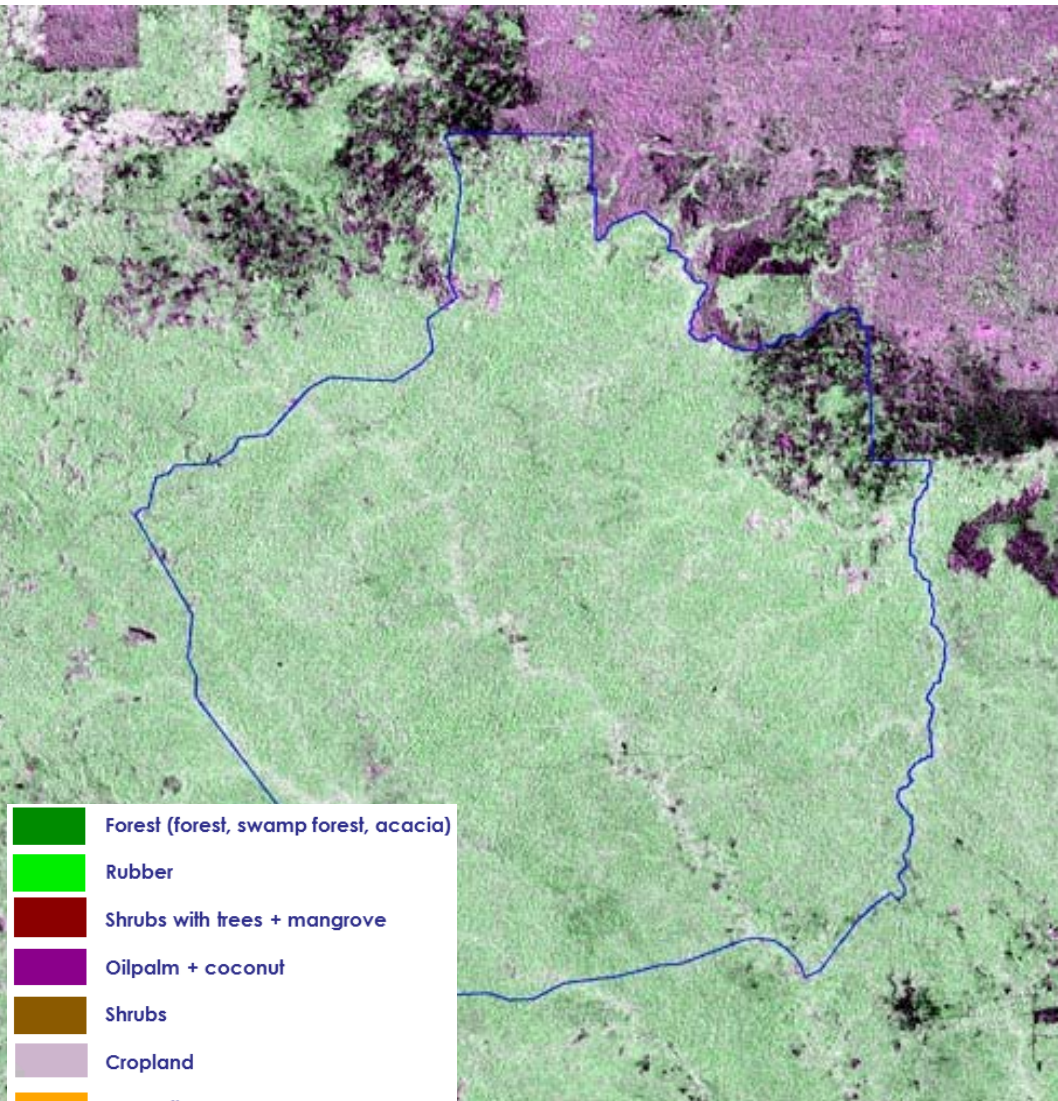 Forest (forest, swamp forest, acacia)
Rubber
Shrubs with trees + mangrove
Oilpalm + coconut
Shrubs
Cropland